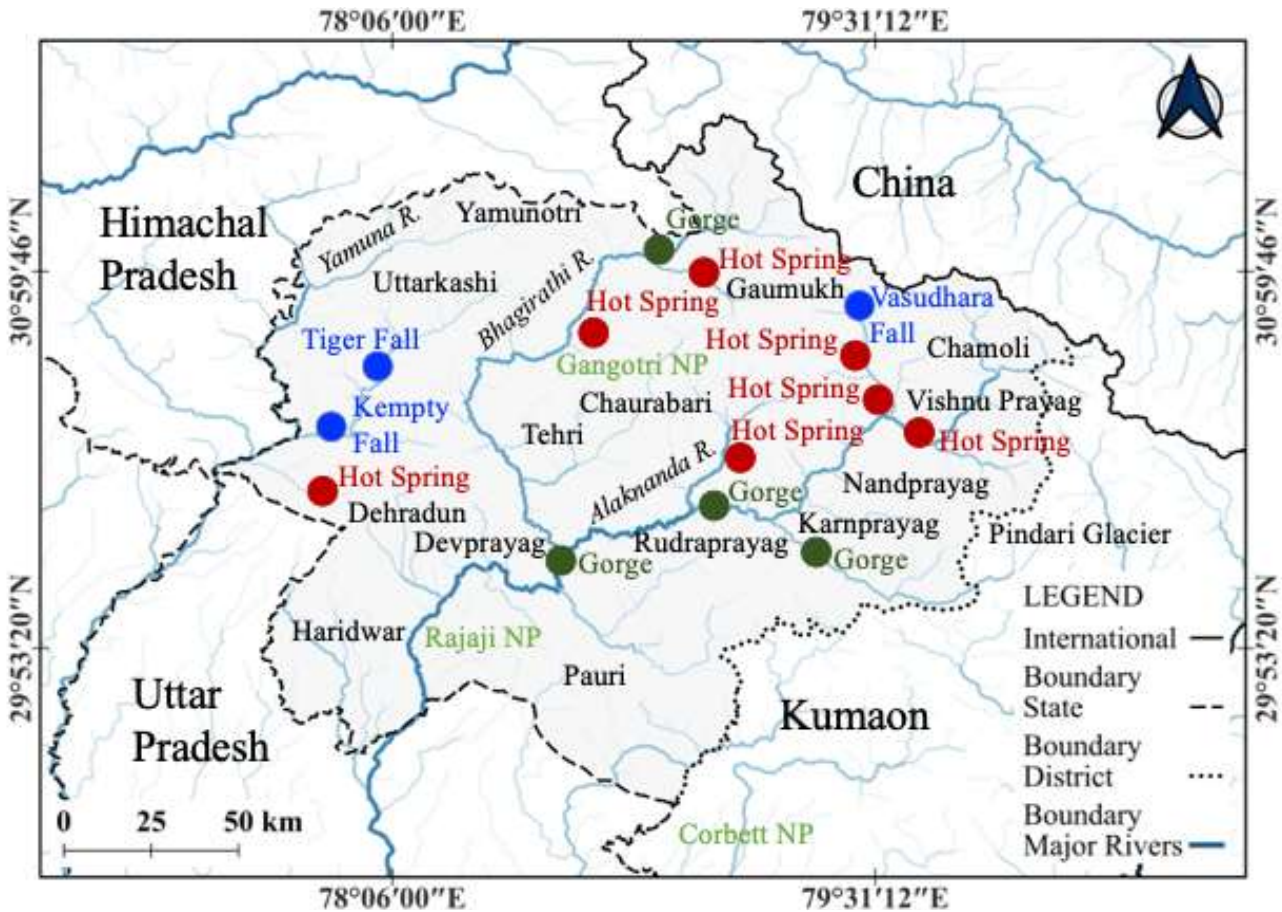 78°06′00″E
79°31′12″E
30°59′46″N
30°59′46″N
29°53′20″N
29°53′20″N
China
Himachal
Pradesh
Yamunotri
Yamuna R.
Gorge
Hot Spring
Gaumukh
Uttarkashi
Bhagirathi R.
Hot Spring
Vasudhara
Fall
Tiger Fall
Gangotri NP
Hot Spring
Chamoli
Kempty
Fall
Chaurabari
Hot Spring
Vishnu Prayag
Tehri
Hot Spring
Hot Spring
Hot Spring
Alaknanda R.
Nandprayag
Dehradun
Gorge
Karnprayag
Pindari Glacier
Devprayag
Gorge
Rudraprayag
Gorge
Haridwar
Rajaji NP
Pauri
Uttar
Pradesh
Kumaon
Corbett NP
LEGEND
International
Boundary
State
Boundary
District
Boundary
Major Rivers
0 25 50 km
78°06′00″E
79°31′12″E